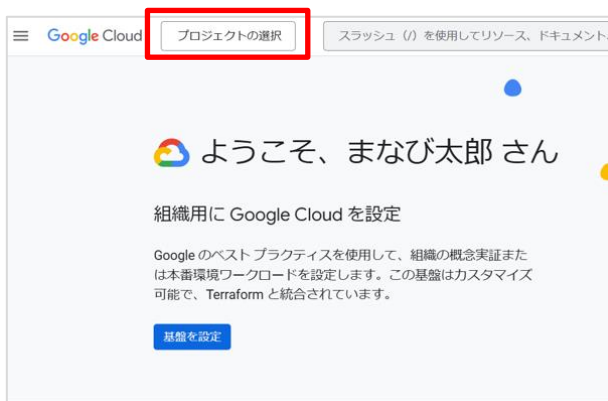 Google Cloud
プロジェクトの選択
スラッシュ (/) を使用してリソース、ドキュメント、
ようこそ、まなび太郎 さん
組織用に Google Cloud を設定
Google のベスト プラクティスを使用して、組織の概念実証また
は本番環境ワークロードを設定します。この基盤はカスタマイズ
可能で、Terraform と統合されています。
基盤を設定